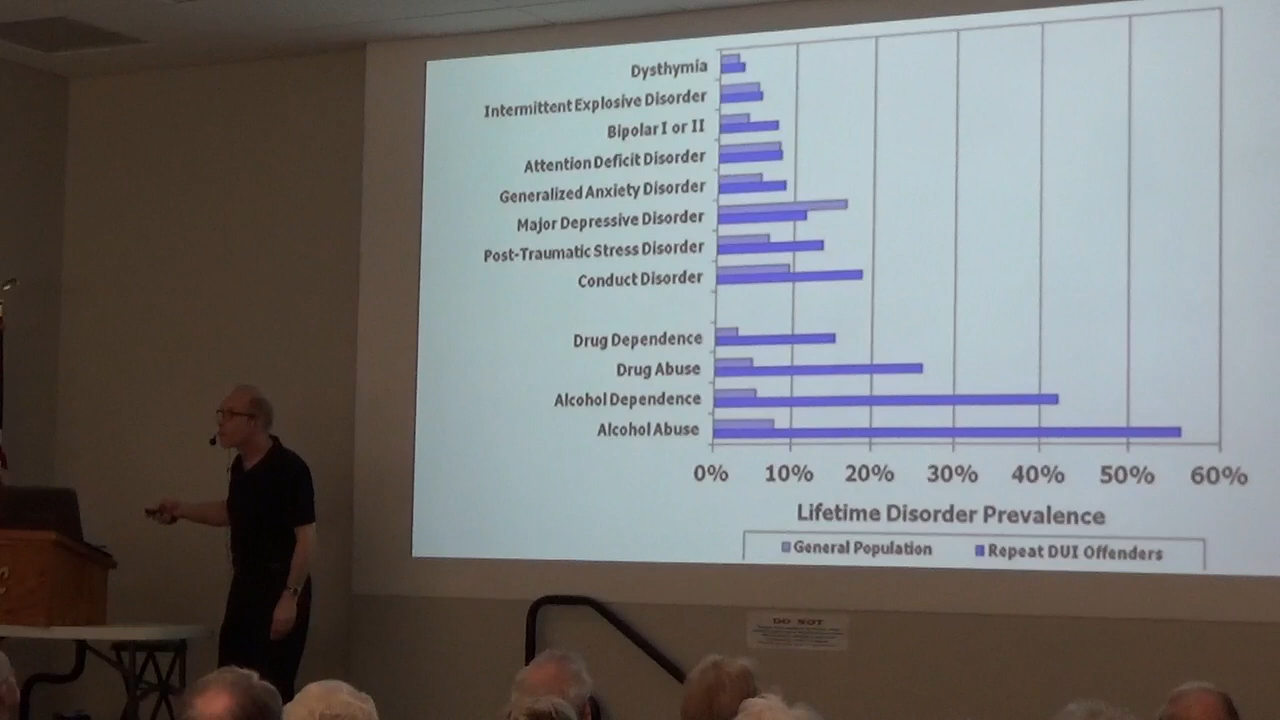 Dysthymia
Intermittent Explosive Disorder
Bipolar I or II
Attention Deficit Disorder
Generalized Anxiety Disorder
Major Depressive Disorder
Post-Traumatic Stress Disorder
Conduct Disorder
Drug Dependence
Drug Abuse
Alcohol Dependence
Alcohol Abuse
0% 10% 20% 30% 40% 50% 60%
Lifetime Disorder Prevalence
General Population Repeat DUI Offenders
DO NOT